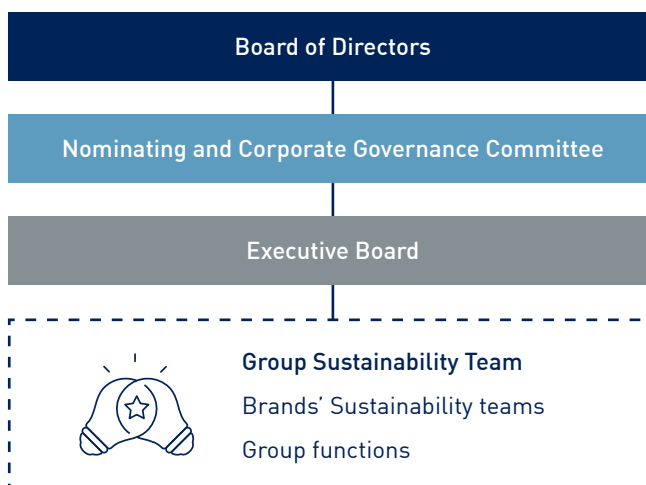 Board of Directors
Nominating and Corporate Governance Committee
Executive Board
Group Sustainability Team
Brands’ Sustainability teams
Group functions